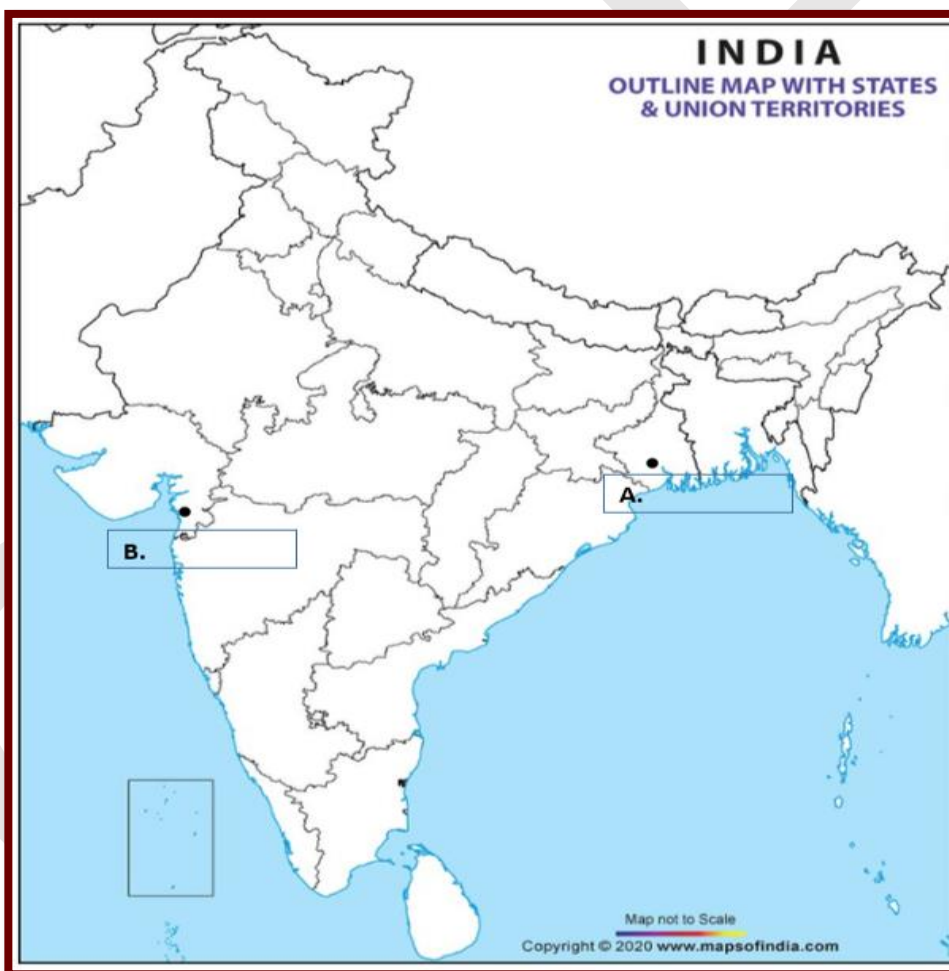 INDIA
OUTLINE MAP WITH STATES
& UNION TERRITORIES
A.
B.
Map not to Scale
Copyright © 2020 www.mapsofindia.com